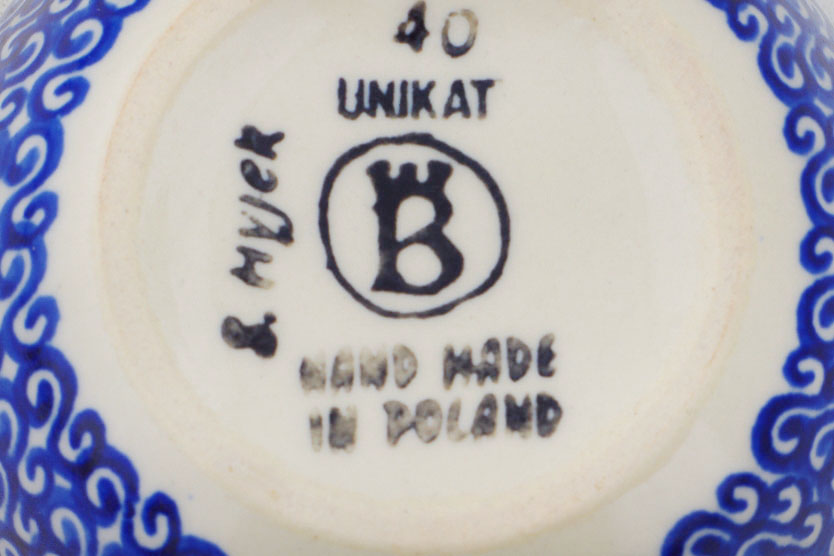 40
UNIKAT
B
HAND MADE
IN POLAND